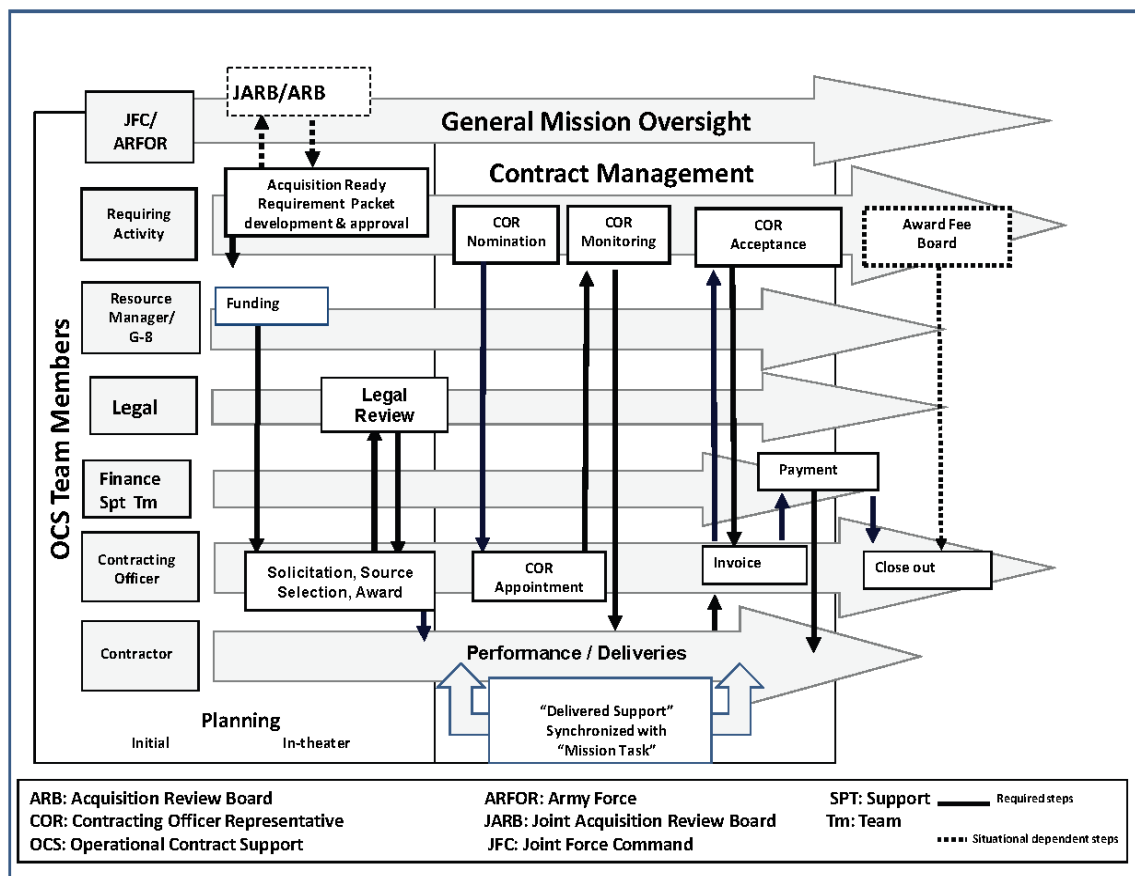 JARB/ARB
JFC/
ARFOR
General Mission Oversight
Contract Management
Requiring
Activity
Acquisition Ready
Requirement Packet
development & approval
COR
Nomination
COR
Monitoring
COR
Acceptance
Award Fee
Board
OCS Team Members
Resource
Manager/
G-8
Funding
Legal
Legal
Review
Finance
Spt Tm
Payment
Contracting
Officer
Solicitation, Source
Selection, Award
COR
Appointment
Invoice
Close out
Contractor
Performance / Deliveries
Planning
Initial
In-theater
“Delivered Support”
Synchronized with
“Mission Task”
ARB: Acquisition Review Board
COR: Contracting Officer Representative
OCS: Operational Contract Support
ARFOR: Army Force
JARB: Joint Acquisition Review Board
JFC: Joint Force Command
SPT: Support
Tm: Team
Required steps
Situational dependent steps